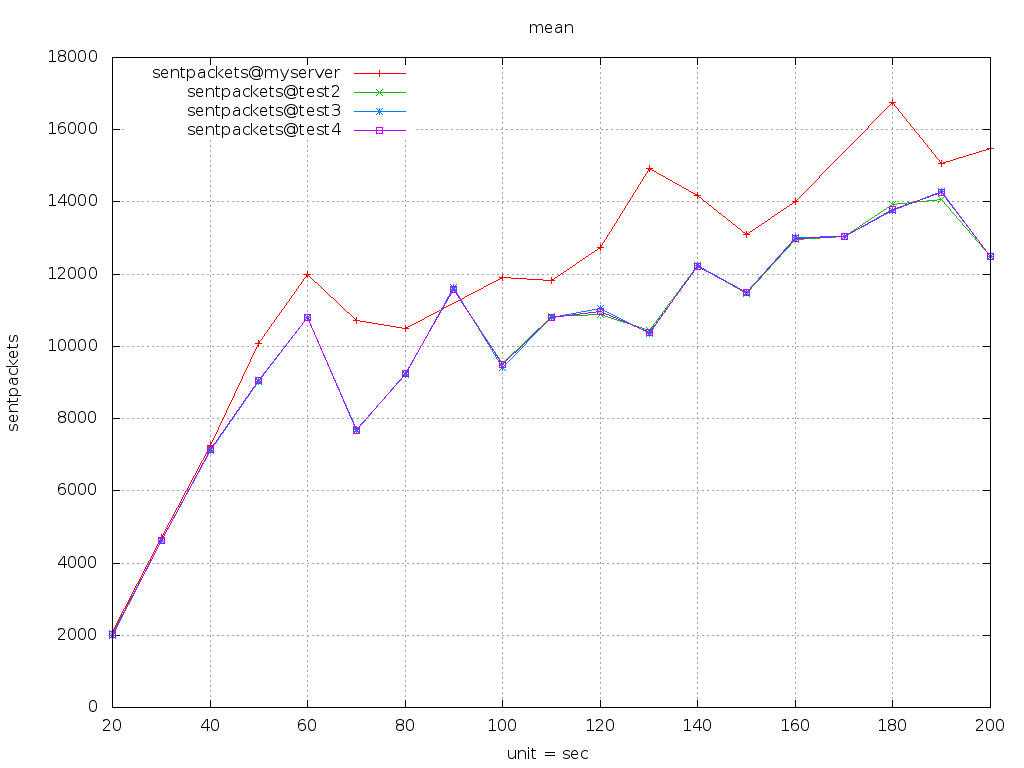 mean
18000
16000
14000
12000
10000
8000
6000
4000
2000
0
sentpackets
sentpackets@myserver
sentpackets@test2
sentpackets@test3
sentpackets@test4
20 40 60 80 100 120 140 160 180 200
unit = sec